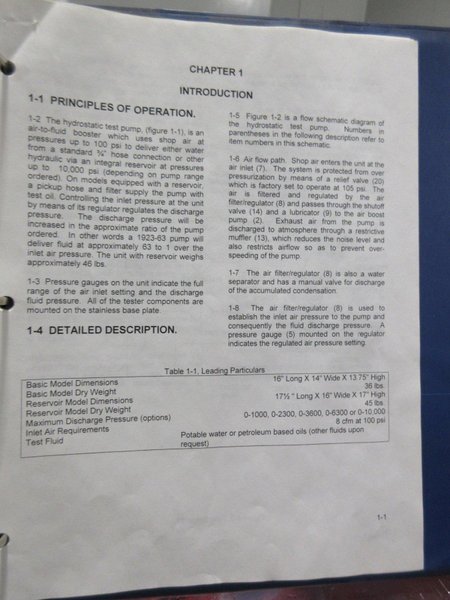 CHAPTER 1
INTRODUCTION
1-1 PRINCIPLES OF OPERATION.
1-2 The hydrostatic test pump, (figure 1-1), is an
air-to-fluid booster which uses shop air at
pressures up to 100 psi to deliver either water
from a standard ¾" hose connection or other
hydraulic via an integral reservoir at pressures
up to 10,000 psi (depending on pump range
ordered). On models equipped with a reservoir,
a pickup hose and filter supply the pump with
test oil. Controlling the inlet pressure at the unit
by means of its regulator regulates the discharge
pressure. The discharge pressure will be
increased in the approximate ratio of the pump
ordered. In other words a 1923-63 pump will
deliver fluid at approximately 63 to 1 over the
inlet air pressure. The unit with reservoir weighs
approximately 46 lbs.
1-3 Pressure gauges on the unit indicate the full
range of the air inlet setting and the discharge
fluid pressure. All of the tester components are
mounted on the stainless base plate.
1-4 DETAILED DESCRIPTION.
1-5 Figure 1-2 is a flow schematic diagram of
the hydrostatic test pump. Numbers in
parentheses in the following description refer to
item numbers in this schematic.
1-6 Air flow path. Shop air enters the unit at the
air inlet (7). The system is protected from over
pressurization by means of a relief valve (20)
which is factory set to operate at 105 psi. The
air is filtered and regulated by the air
filter/regulator (8) and passes through the shutoff
valve (14) and a lubricator (9) to the air boost
pump (2). Exhaust air from the pump is
discharged to atmosphere through a restrictive
muffler (13), which reduces the noise level and
also restricts airflow so as to prevent over-
speeding of the pump.
1-7 The air filter/regulator (8) is also a water
separator and has a manual valve for discharge
of the accumulated condensation.
1-8 The air filter/regulator (8) is used to
establish the inlet air pressure to the pump and
consequently the fluid discharge pressure. A
pressure gauge (5) mounted on the regulator
indicates the regulated air pressure setting.
Table 1-1, Leading Particulars
Basic Model Dimensions 16" Long X 14" Wide X 13.75" High
Basic Model Dry Weight 36 lbs.
Reservoir Model Dimensions 17½ " Long X 16" Wide X 17" High
Reservoir Model Dry Weight 45 lbs.
Maximum Discharge Pressure (options) 0-1000, 0-2300, 0-3600, 0-6300 or 0-10,000
Inlet Air Requirements 8 cfm at 100 psi
Test Fluid Potable water or petroleum based oils (other fluids upon
request)
1-1